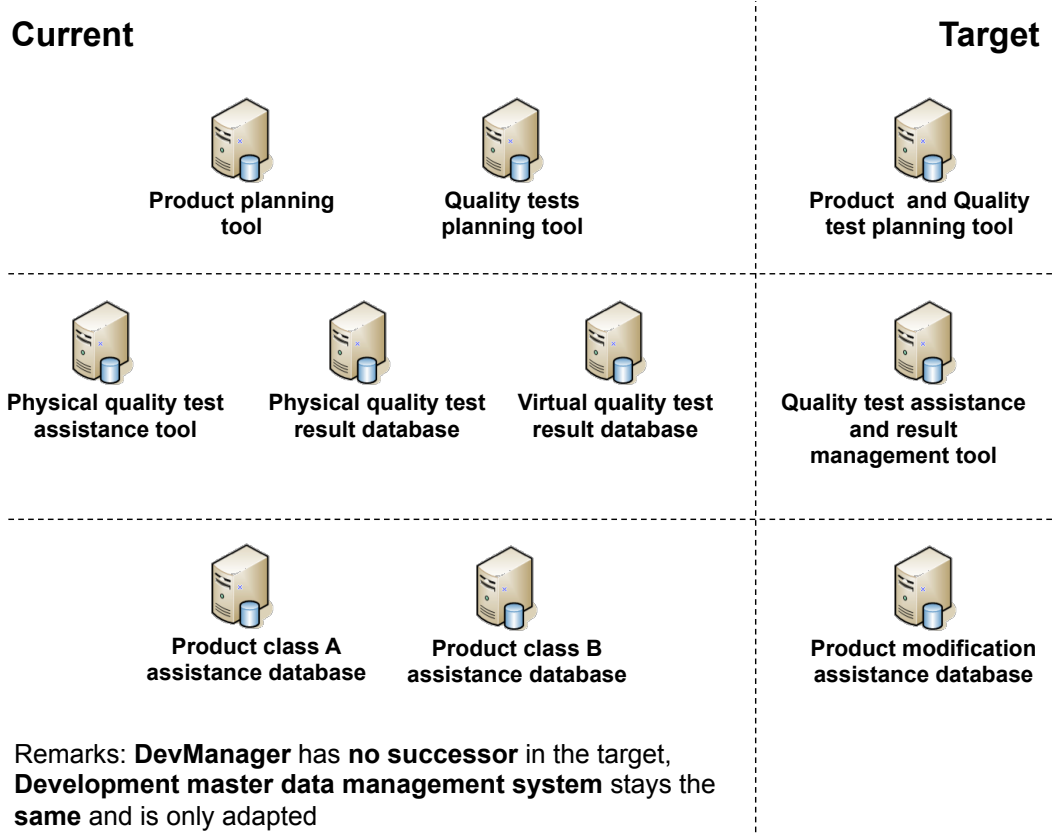 Current
Target
Product planning
tool
Quality tests
planning tool
Product and Quality
test planning tool
Physical quality test
assistance tool
Physical quality test
result database
Virtual quality test
result database
Quality test assistance
and result
management tool
Product class A
assistance database
Product class B
assistance database
Product modification
assistance database
Remarks: DevManager has no successor in the target,
Development master data management system stays the
same and is only adapted